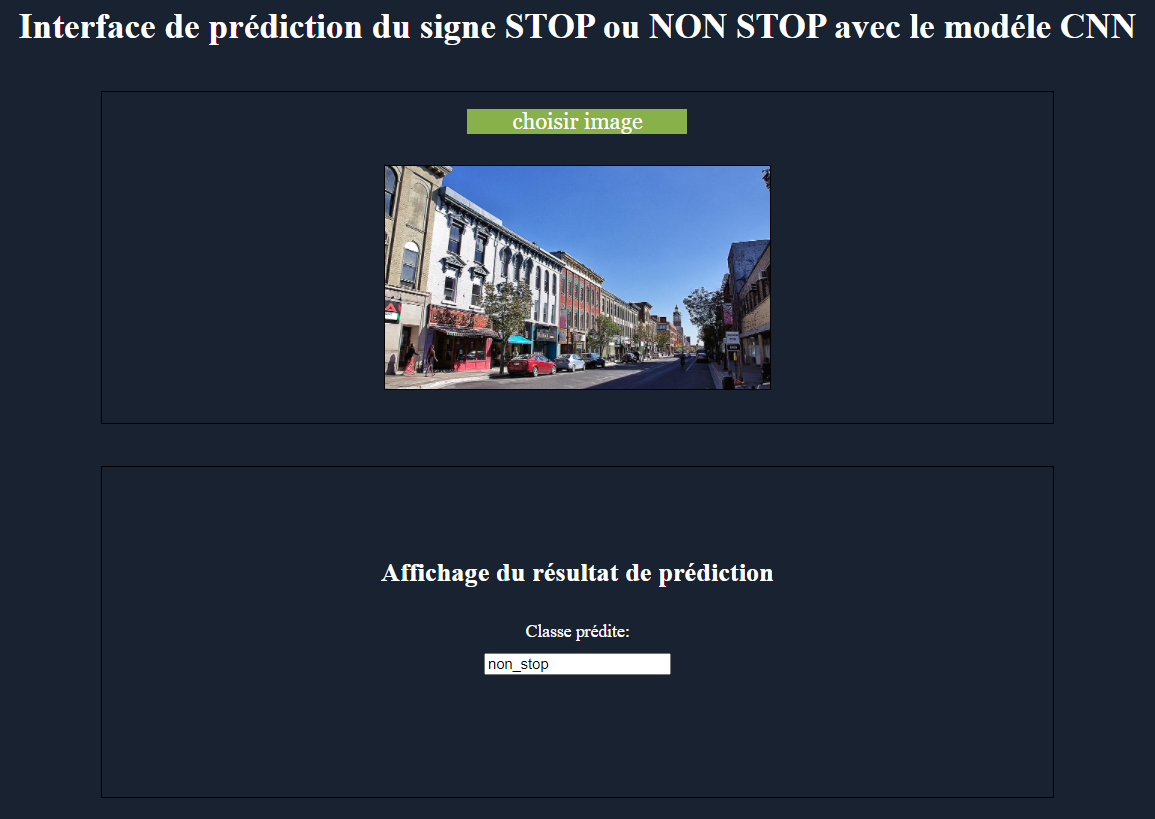 Interface de prédiction du signe STOP ou NON STOP avec le modéle CNN
choisir image
Affichage du résultat de prédiction
Classe prédite:
non_stop